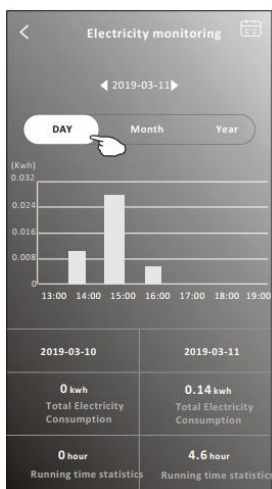 Electricity monitoring
2019-03-11
DAY Month Year
(Kwh)
0.032
0.024
0.016
0.008
0
13:00 14:00 15:00 16:00 17:00 18:00 19:00
2019-03-10 2019-03-11
0 kwh 0.14 kwh
Total Electricity Total Electricity
Consumption Consumption
0 hour 4.6 hour
Running time statistics Running time statistics